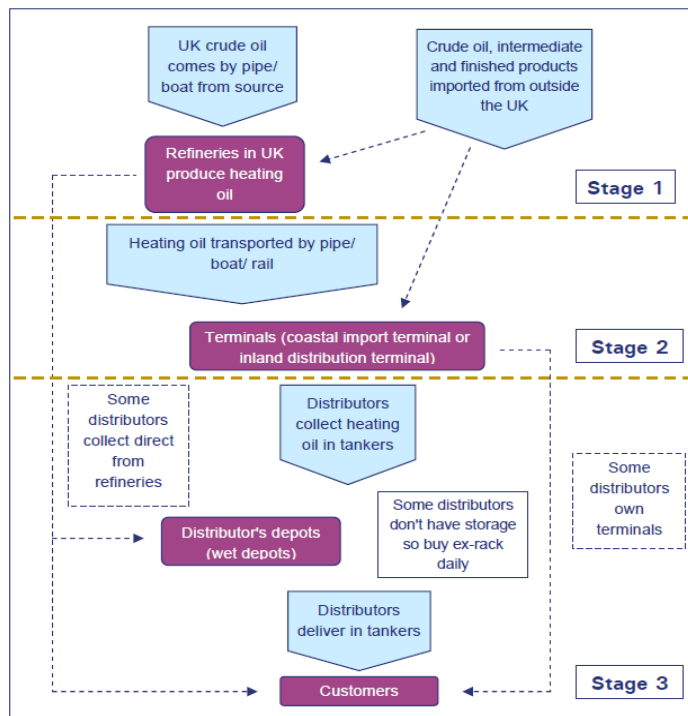 UK crude oil
comes by pipe/
boat from source
Crude oil, intermediate
and finished products
imported from outside
the UK
Refineries in UK
produce heating
oil
Stage 1
Heating oil transported by pipe/
boat/ rail
Terminals (coastal import terminal or
inland distribution terminal)
Stage 2
Some
distributors
collect direct
from
refineries
Distributors
collect heating
oil in tankers
Some
distributors
own
terminals
Some distributors
don't have storage
so buy ex-rack
daily
Distributor's depots
(wet depots)
Distributors
deliver in tankers
Customers
Stage 3